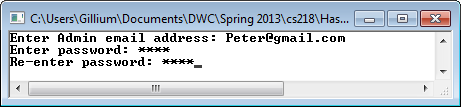 C:\Users\Gillium\Documents\DWC\Spring 2013\cs218\Has...
Enter Admin email address: Peter@gmail.com
Enter password: ****
Re-enter password: ****_